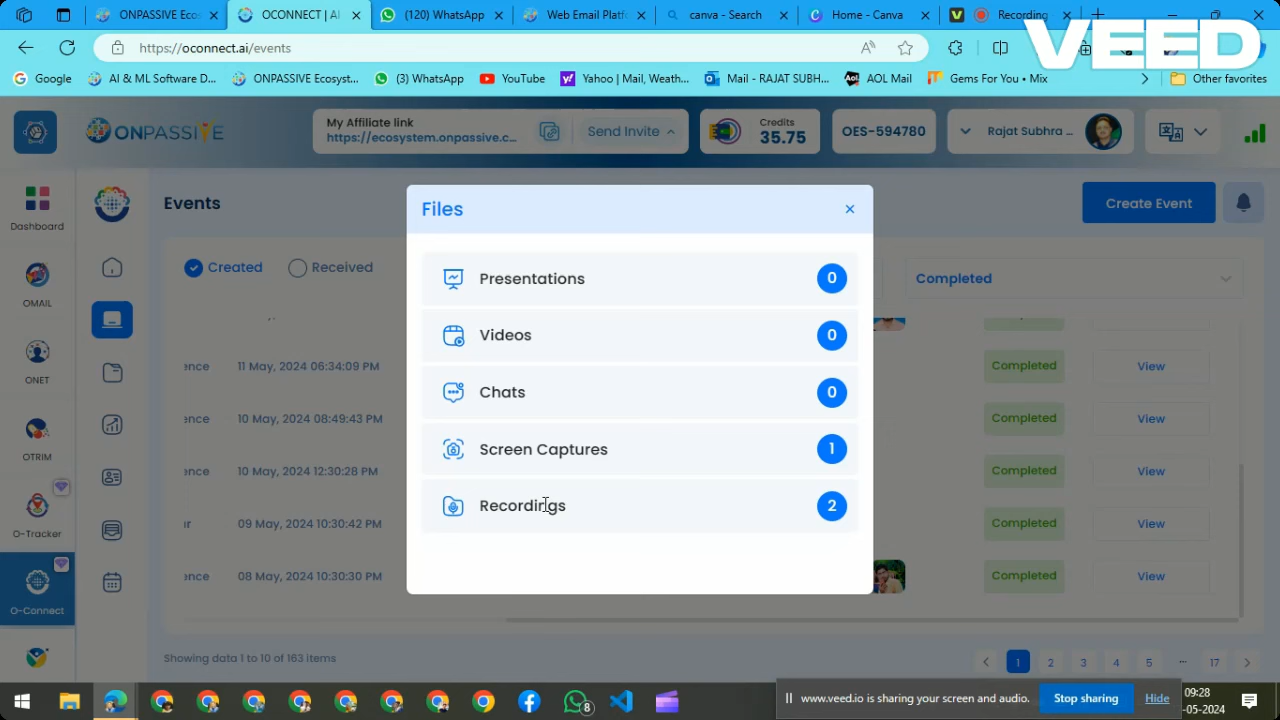 ONPASSIVE Ecos
OCONNECT | AI
(120) WhatsApp
Web Email Platf
canva - Search
Home - Canva
Recording
VEED
https://oconnect.ai/events
Google
AI & ML Software D...
ONPASSIVE Ecosyst...
(3) WhatsApp
YouTube
Yahoo | Mail, Weath...
Mail - RAJAT SUBH...
AOL Mail
Gems For You • Mix
Other favorites
ONPASSIVE
My Affiliate link
https://ecosystem.onpassive.c...
Send Invite
Credits
35.75
OES-594780
Rajat Subhra ...
Dashboard
OMAIL
ONET
OTRIM
O-Tracker
O-Connect
Events
Create Event
Created
Received
Completed
Files
Presentations 0
Videos 0
Chats 0
Screen Captures 1
Recordings 2
ence 11 May, 2024 06:34:09 PM Completed View
ence 10 May, 2024 08:49:43 PM Completed View
ence 10 May, 2024 12:30:28 PM Completed View
ar 09 May, 2024 10:30:42 PM Completed View
ence 08 May, 2024 10:30:30 PM Completed View
Showing data 1 to 10 of 163 items
1 2 3 4 5 ... 17
8
www.veed.io is sharing your screen and audio.
Stop sharing
Hide
09:28
-05-2024